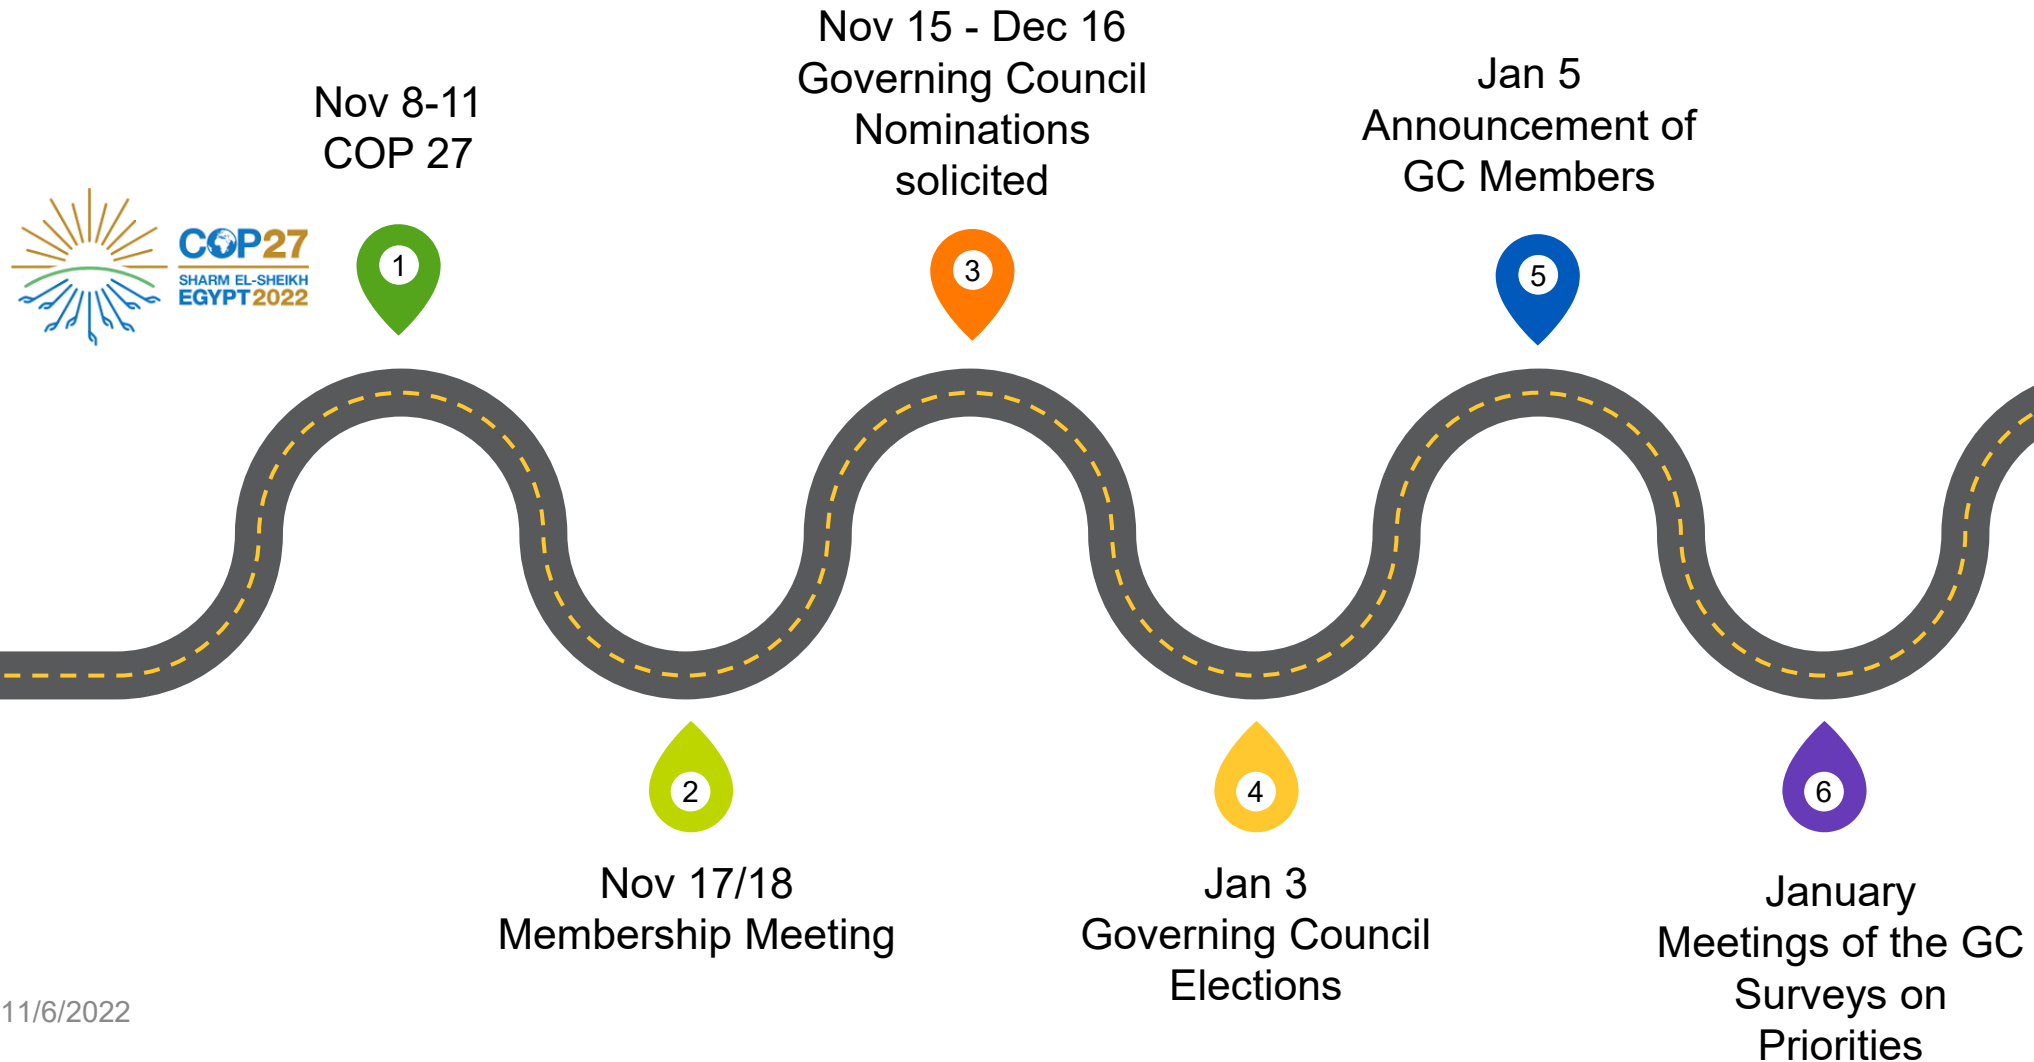 Nov 8-11
COP 27
COP27
SHARM EL-SHEIKH
EGYPT2022
1
Nov 17/18
Membership Meeting
2
Nov 15 - Dec 16
Governing Council
Nominations
solicited
3
Jan 3
Governing Council
Elections
4
Jan 5
Announcement of
GC Members
5
January
Meetings of the GC
Surveys on
Priorities
6
11/6/2022